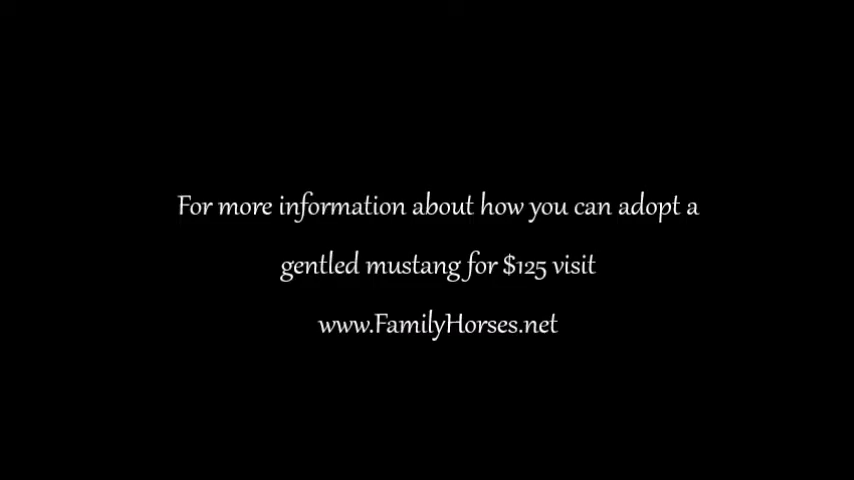 For more information about how you can adopt a
gentled mustang for $125 visit
www.FamilyHorses.net